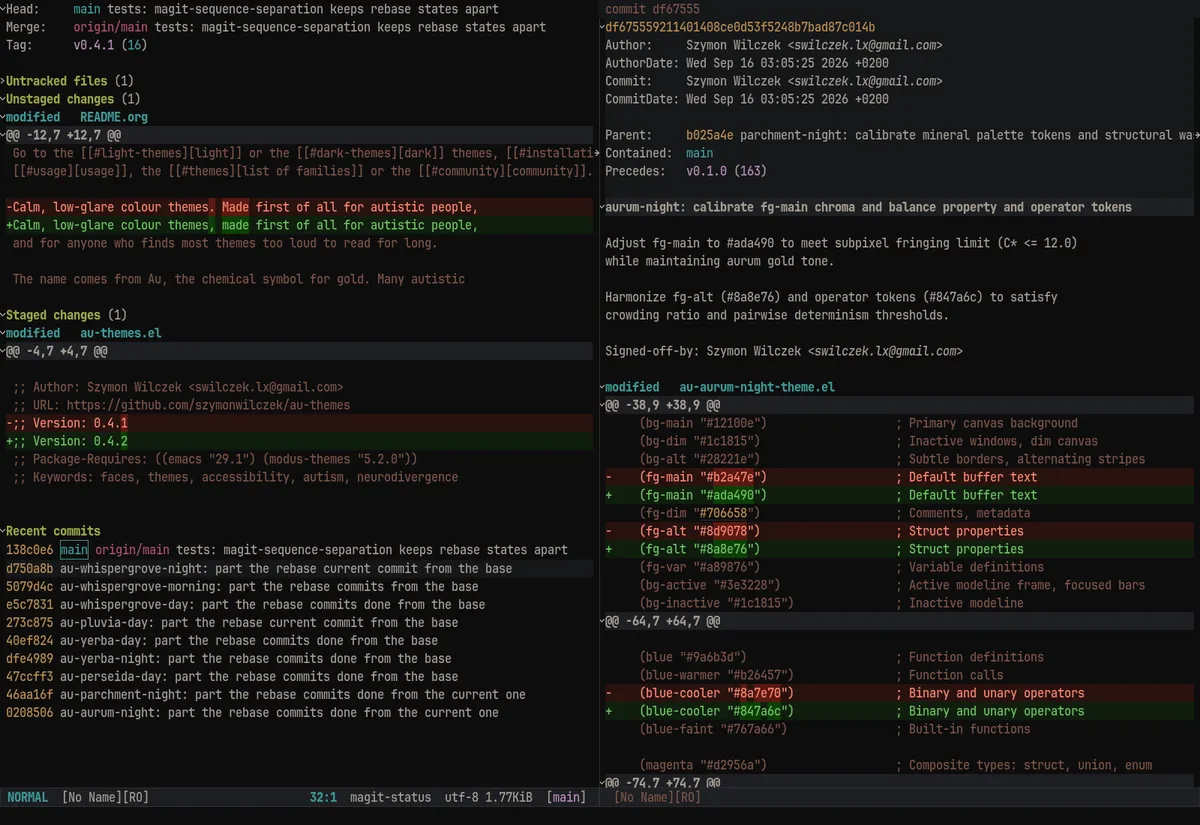 Head:     main tests: magit-sequence-separation keeps rebase states apart
Merge:    origin/main tests: magit-sequence-separation keeps rebase states apart
Tag:      v0.4.1 (16)
Untracked files (1)
Unstaged changes (1)
modified   README.org
@@ -12,7 +12,7 @@
 Go to the [[#light-themes][light]] or the [[#dark-themes][dark]] themes, [[#installati
 [[#usage][usage]], the [[#themes][list of families]] or the [[#community][community]].
-Calm, low-glare colour themes. Made first of all for autistic people,
+Calm, low-glare colour themes, made first of all for autistic people,
 and for anyone who finds most themes too loud to read for long.
 The name comes from Au, the chemical symbol for gold. Many autistic
Staged changes (1)
modified   au-themes.el
@@ -4,7 +4,7 @@
 ;; Author: Szymon Wilczek <swilczek.lx@gmail.com>
 ;; URL: https://github.com/szymonwilczek/au-themes
-;; Version: 0.4.1
+;; Version: 0.4.2
 ;; Package-Requires: ((emacs "29.1") (modus-themes "5.2.0"))
 ;; Keywords: faces, themes, accessibility, autism, neurodivergence
Recent commits
138c0e6 main origin/main tests: magit-sequence-separation keeps rebase states apart
d750a8b au-whispergrove-night: part the rebase current commit from the base
5079d4c au-whispergrove-morning: part the rebase commits from the base
e5c7831 au-whispergrove-day: part the rebase commits done from the base
273c875 au-pluvia-day: part the rebase current commit from the base
40ef824 au-yerba-day: part the rebase commits done from the base
dfe4989 au-yerba-night: part the rebase commits done from the base
47ccff3 au-perseida-day: part the rebase commits done from the base
46aa16f au-parchment-night: part the rebase commits done from the current one
0208506 au-aurum-night: part the rebase commits done from the current one
NORMAL  [No Name][RO]  32:1  magit-status  utf-8 1.77KiB  [main]
commit df67555
df675559211401408ce0d53f5248b7bad87c014b
Author:     Szymon Wilczek <swilczek.lx@gmail.com>
AuthorDate: Wed Sep 16 03:05:25 2026 +0200
Commit:     Szymon Wilczek <swilczek.lx@gmail.com>
CommitDate: Wed Sep 16 03:05:25 2026 +0200
Parent:     b025a4e parchment-night: calibrate mineral palette tokens and structural wa
Contained:  main
Precedes:   v0.1.0 (163)
aurum-night: calibrate fg-main chroma and balance property and operator tokens
Adjust fg-main to #ada490 to meet subpixel fringing limit (C* <= 12.0)
while maintaining aurum gold tone.
Harmonize fg-alt (#8a8e76) and operator tokens (#847a6c) to satisfy
crowding ratio and pairwise determinism thresholds.
Signed-off-by: Szymon Wilczek <swilczek.lx@gmail.com>
modified   au-aurum-night-theme.el
@@ -38,9 +38,9 @@
     (bg-main "#12100e")                   ; Primary canvas background
     (bg-dim "#1c1815")                    ; Inactive windows, dim canvas
     (bg-alt "#28221e")                    ; Subtle borders, alternating stripes
-    (fg-main "#b2a47e")                   ; Default buffer text
+    (fg-main "#ada490")                   ; Default buffer text
     (fg-dim "#706658")                    ; Comments, metadata
-    (fg-alt "#8d9078")                    ; Struct properties
+    (fg-alt "#8a8e76")                    ; Struct properties
     (fg-var "#a89876")                    ; Variable definitions
     (bg-active "#3e3228")                 ; Active modeline frame, focused bars
     (bg-inactive "#1c1815")               ; Inactive modeline
@@ -64,7 +64,7 @@
     (blue "#9a6b3d")                      ; Function definitions
     (blue-warmer "#b26457")               ; Function calls
-    (blue-cooler "#8a7e70")               ; Binary and unary operators
+    (blue-cooler "#847a6c")               ; Binary and unary operators
     (blue-faint "#767a66")                ; Built-in functions
     (magenta "#d2956a")                   ; Composite types: struct, union, enum
@@ -74,7 +74,7 @@
[No Name][RO]